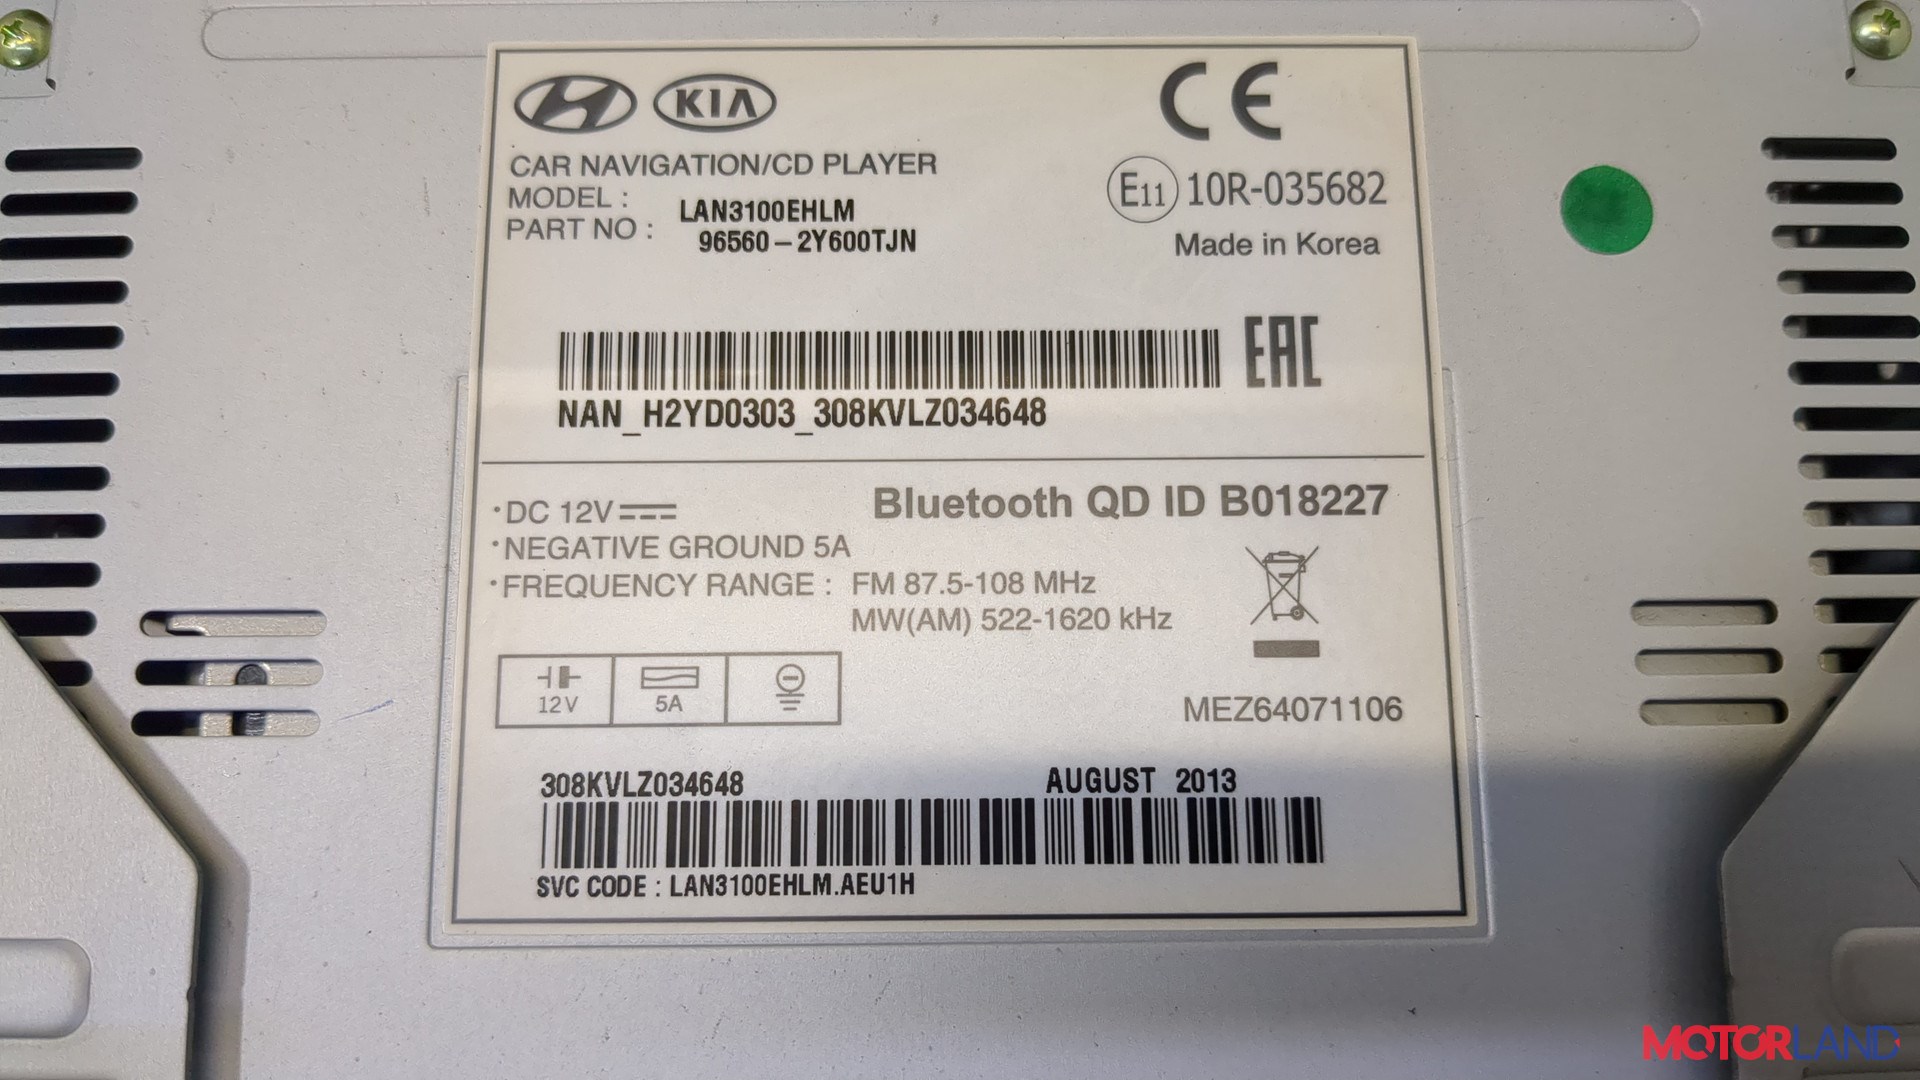 KIA
CE
CAR NAVIGATION/CD PLAYER
MODEL : LAN3100EHLM
PART NO : 96560-2Y600TJN
E11 10R-035682
Made in Korea
EAC
NAN_H2YD0303_308KVLZ034648
·DC 12V
Bluetooth QD ID B018227
·NEGATIVE GROUND 5A
·FREQUENCY RANGE : FM 87.5-108 MHz
MW(AM) 522-1620 kHz
12V 5A
MEZ64071106
308KVLZ034648 AUGUST 2013
SVC CODE : LAN3100EHLM.AEU1H
MOTORLAND